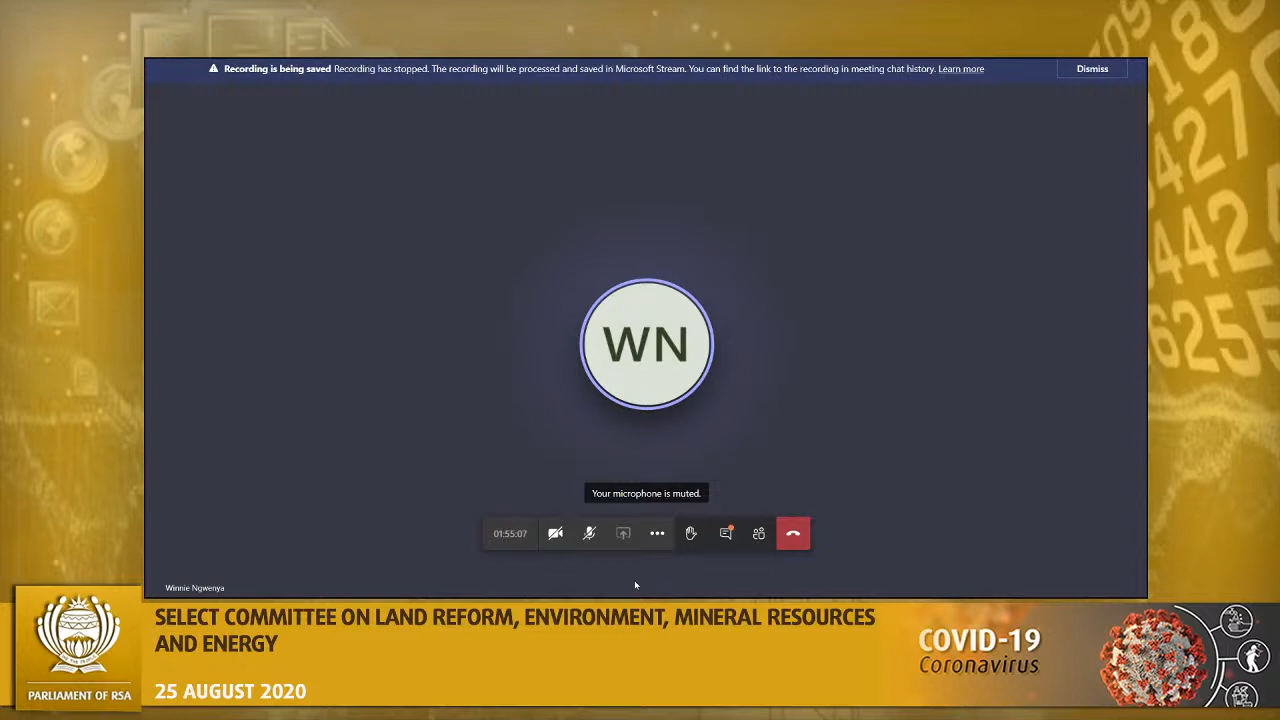 Recording is being saved Recording has stopped. The recording will be processed and saved in Microsoft Stream. You can find the link to the recording in meeting chat history. Learn more
Dismiss
WN
Your microphone is muted.
01:55:07
Winnie Ngwenya
SELECT COMMITTEE ON LAND REFORM, ENVIRONMENT, MINERAL RESOURCES
AND ENERGY
25 AUGUST 2020
PARLIAMENT OF RSA
COVID-19
Coronavirus